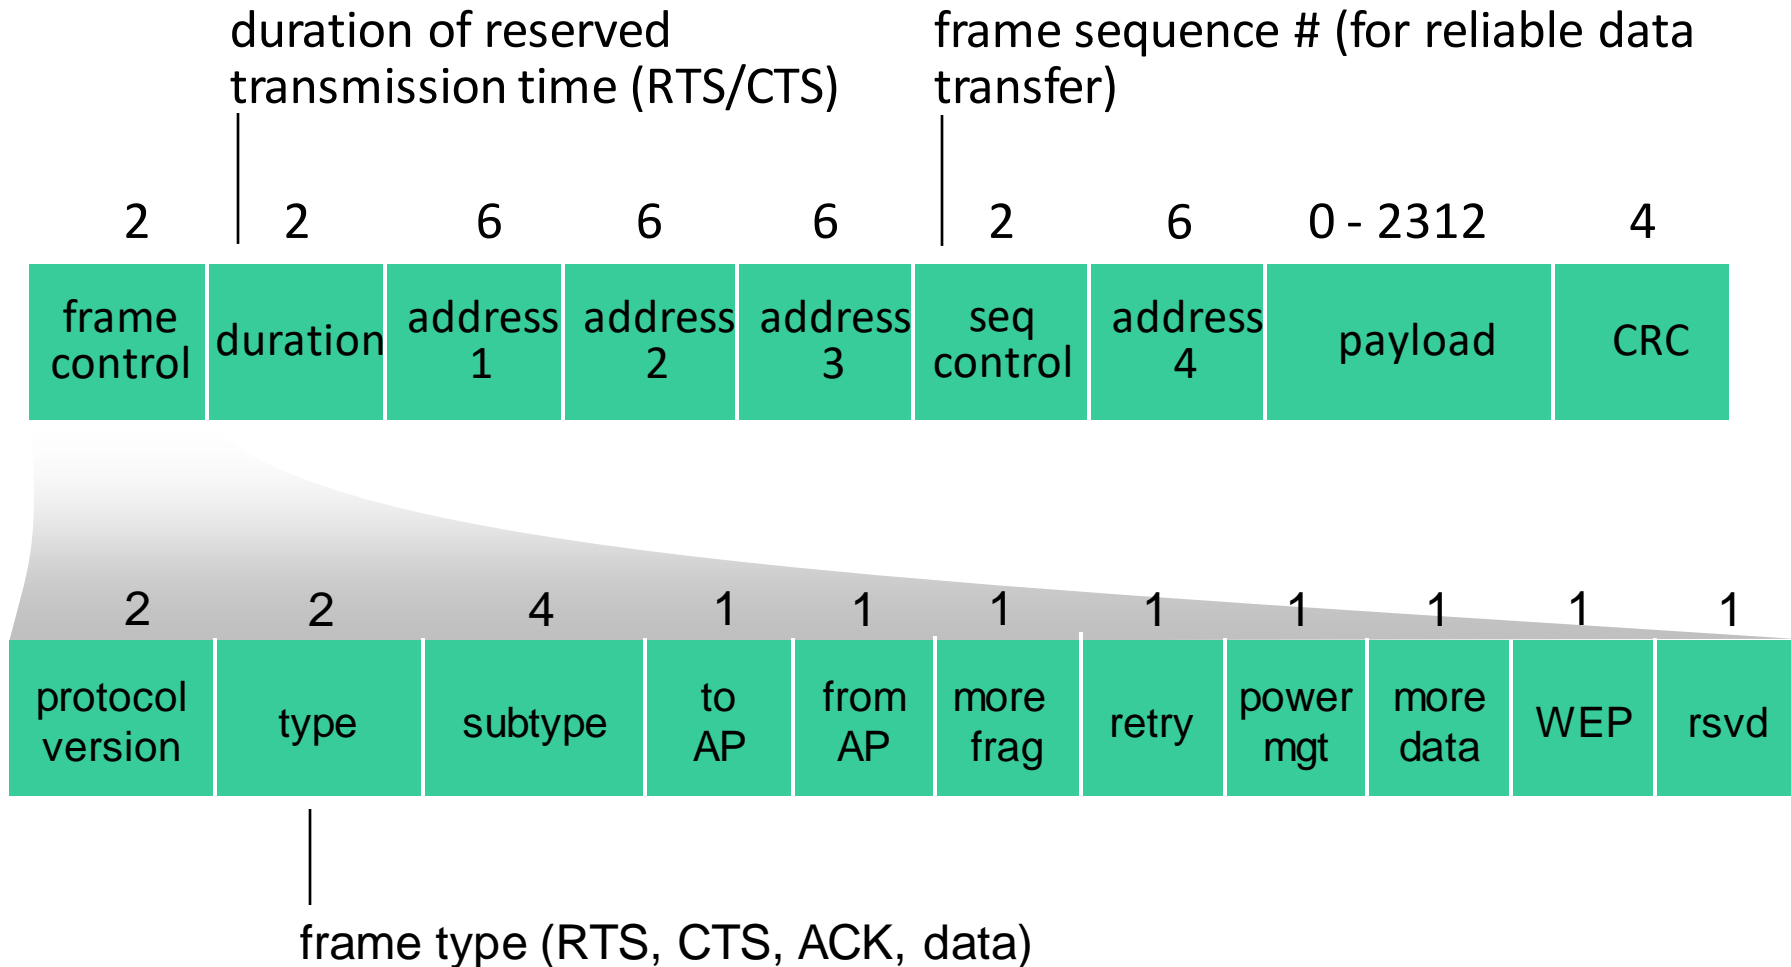 duration of reserved
transmission time (RTS/CTS)
frame sequence # (for reliable data
transfer)
2 2 6 6 6 2 6 0 - 2312 4
frame
control
duration
address
1
address
2
address
3
seq
control
address
4
payload
CRC
2 2 4 1 1 1 1 1 1 1 1
protocol
version
type
subtype
to
AP
from
AP
more
frag
retry
power
mgt
more
data
WEP
rsvd
frame type (RTS, CTS, ACK, data)